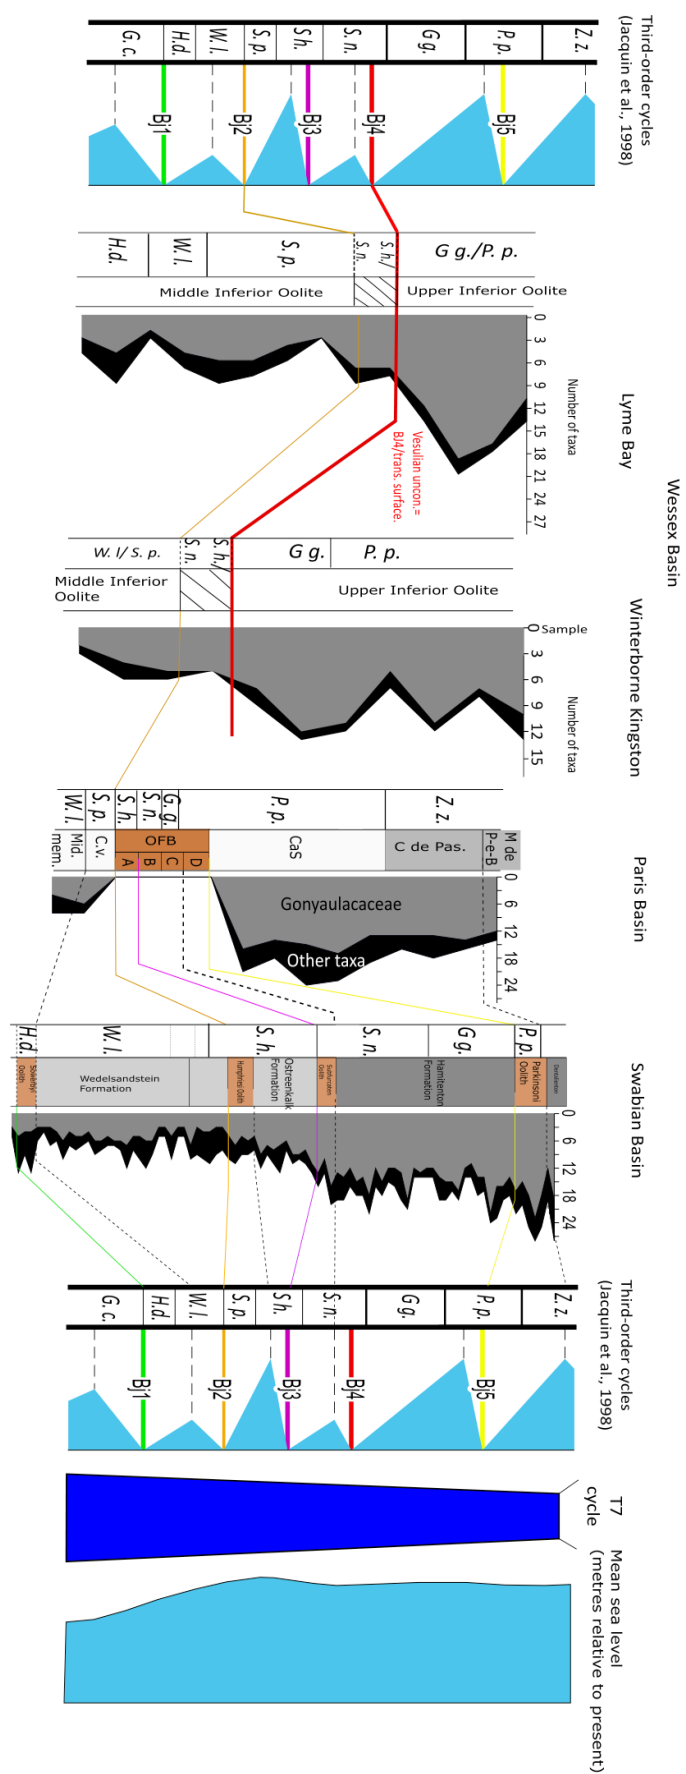 Third-order cycles
(Jacquin et al., 1998)
G. c.
H.d.
W. l.
S. p.
S h.
S. n.
G g.
P. p.
Z. z.
Bj1
Bj2
Bj3
Bj4
Bj5
Wessex Basin
Lyme Bay
H.d.
W. l.
S. p.
S. n.
S. h./
G g./P. p.
Middle Inferior Oolite
Upper Inferior Oolite
0
3
6
9
12
15
18
21
24
27
Number of taxa
Vesulian uncon.=
BJ4/trans. surface.
Winterborne Kingston
W. l/ S. p.
S. n.
S. h./
G g.
P. p.
Middle Inferior
Oolite
Upper Inferior Oolite
0 Sample
3
6
9
12
15
Number of taxa
Paris Basin
W. l.
S. p.
S. h.
S. n.
G. g.
P. p.
Z. z.
Mid.
mem.
C.v.
OFB
A
B
C
D
CaS
C de Pas.
P-e-B
M de
Gonyaulacaceae
Other taxa
0
6
12
18
24
Swabian Basin
H.d.
W. l.
S. h.
S. n.
G g.
P. p.
Oolith
Wedelsandstein
Formation
Humphriesi Oolith
Ostreenkalk
Formation
Oolith
Hamitenton
Formation
Parkinsoni
Oolith
0
6
12
18
24
Third-order cycles
(Jacquin et al., 1998)
G. c.
H.d
W. l.
S. p.
S h.
S. n.
G g.
P. p.
Z. z.
Bj1
Bj2
Bj3
Bj4
Bj5
T7
cycle
Mean sea level
(metres relative to present)